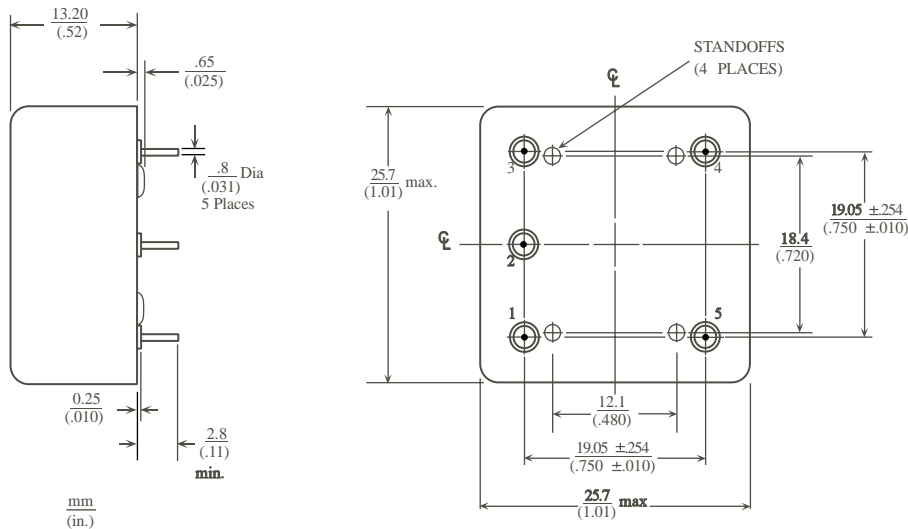 13.20
(.52)
.65
(.025)
.8 Dia
(.031)
5 Places
0.25
(.010)
2.8
(.11)
min.
mm
(in.)
STANDOFFS
(4 PLACES)
℄
℄
25.7 max.
(1.01)
3
4
2
1
5
18.4
(.720)
19.05 ±.254
(.750 ±.010)
12.1
(.480)
19.05 ±.254
(.750 ±.010)
25.7 max
(1.01)